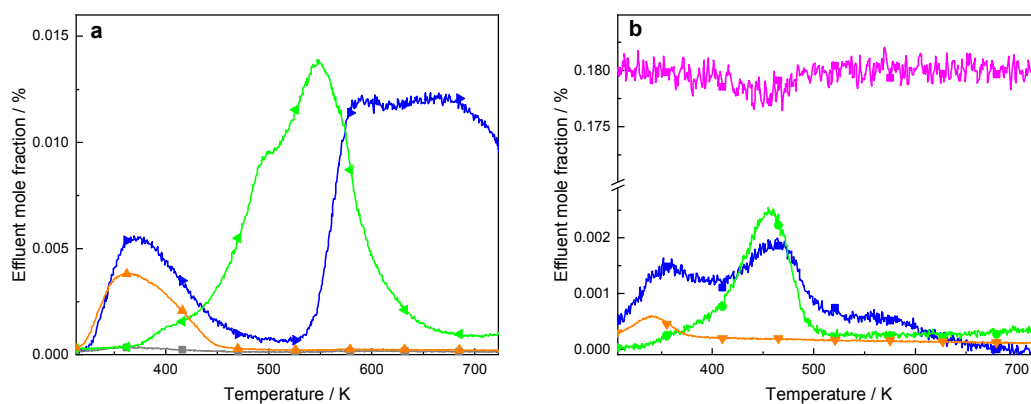 a
0.015
0.010
0.005
0.000
Effluent mole fraction / %
400
500
600
700
Temperature / K
b
0.180
0.175
0.002
0.001
0.000
Effluent mole fraction / %
400
500
600
700
Temperature / K